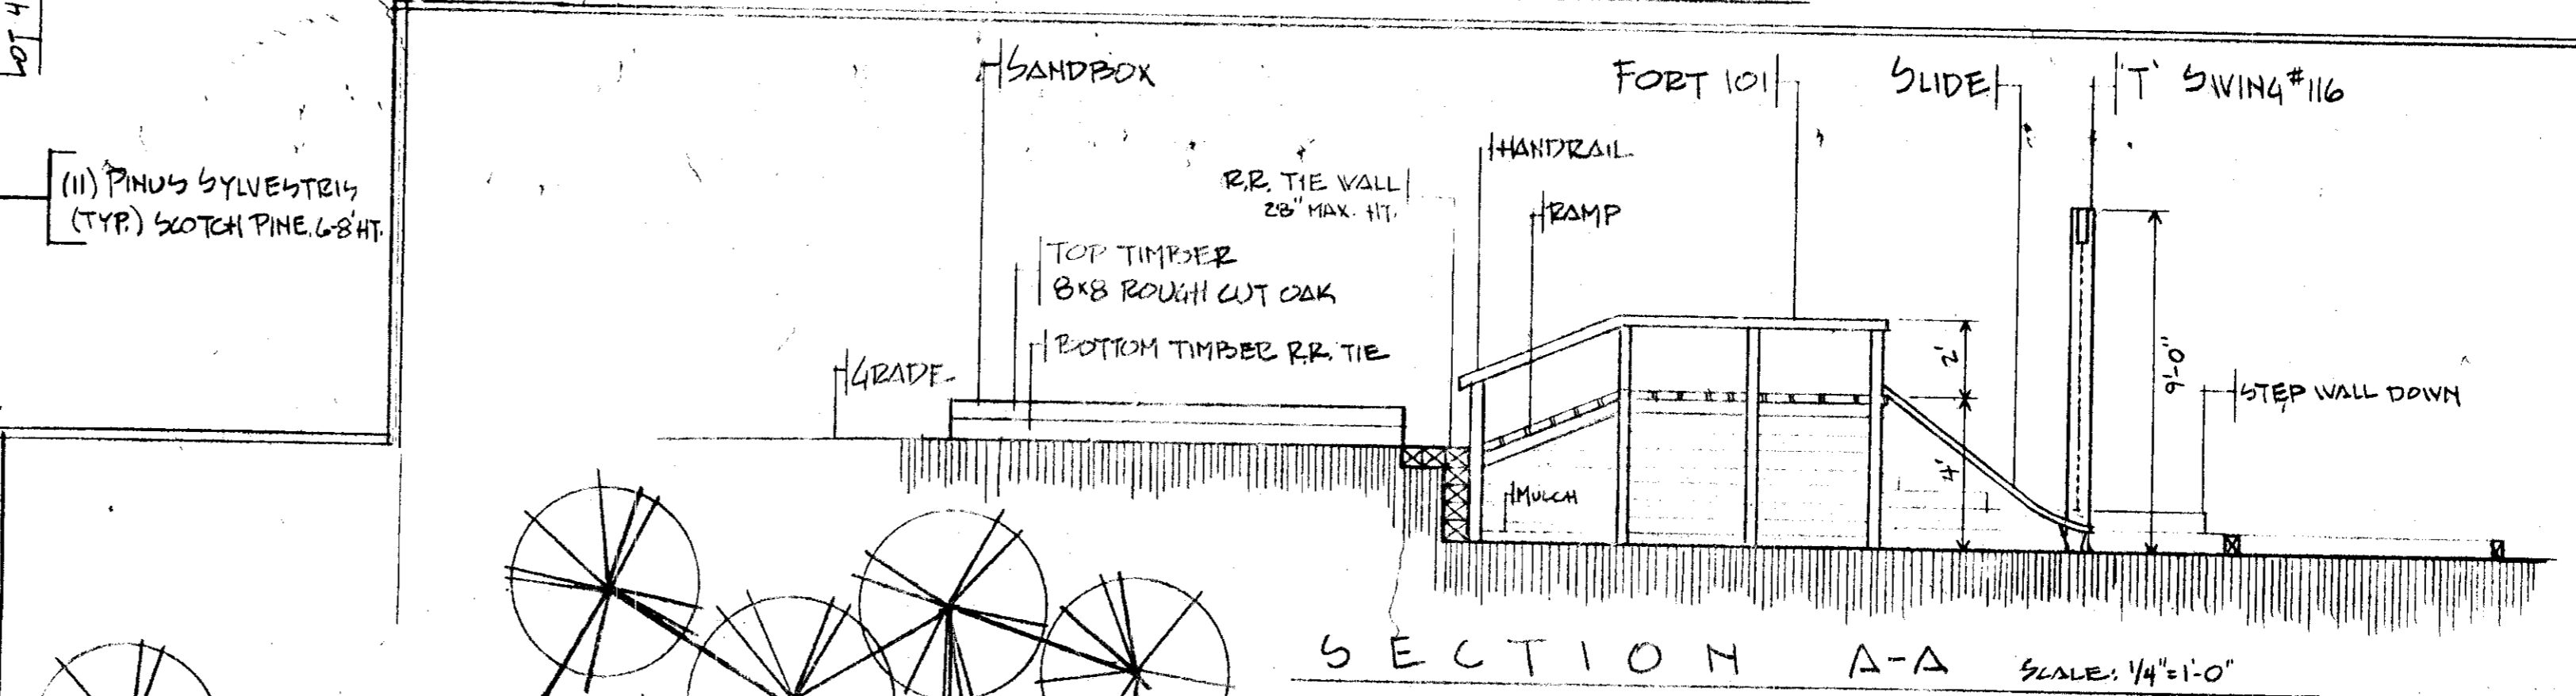 LOT 4
(11) PINUS SYLVESTRIS
(TYP.) SCOTCH PINE. 6-8' HT.
SANDBOX
FORT 101
SLIDE
'T' SWING #116
HANDRAIL
R.R. TIE WALL
28" MAX. HT.
RAMP
TOP TIMBER
8x8 ROUGH CUT OAK
BOTTOM TIMBER R.R. TIE
GRADE
2'
9'-0"
STEP WALL DOWN
4'
MULCH
SECTION A-A SCALE: 1/4"=1'-0"